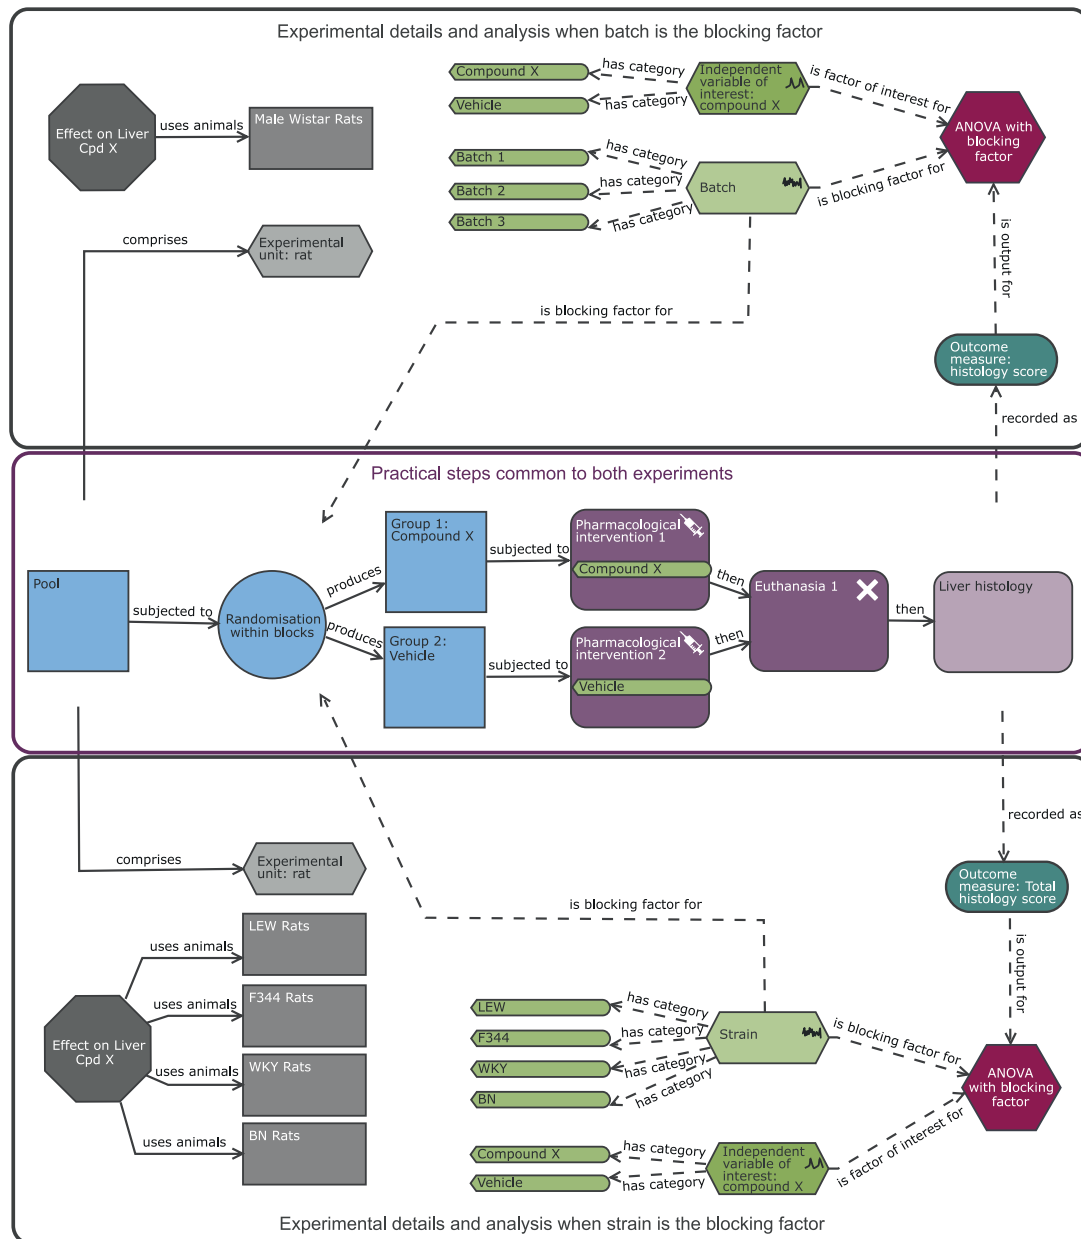 Experimental details and analysis when batch is the blocking factor
Effect on Liver
Cpd X
uses animals
Male Wistar Rats
Compound X
Vehicle
has category
has category
Independent
variable of
interest:
compound X
is factor of interest for
ANOVA with
blocking
factor
Batch 1
Batch 2
Batch 3
has category
has category
has category
Batch
is blocking factor for
comprises
Experimental
unit: rat
is blocking factor for
is output for
Outcome
measure:
histology score
recorded as
Practical steps common to both experiments
Pool
subjected to
Randomisation
within blocks
produces
produces
Group 1:
Compound X
Group 2:
Vehicle
subjected to
subjected to
Pharmacological
intervention 1
Compound X
Pharmacological
intervention 2
Vehicle
then
then
Euthanasia 1
then
Liver histology
recorded as
comprises
Experimental
unit: rat
is blocking factor for
Outcome
measure: Total
histology score
is output for
Effect on Liver
Cpd X
uses animals
uses animals
uses animals
uses animals
LEW Rats
F344 Rats
WKY Rats
BN Rats
LEW
F344
WKY
BN
has category
has category
has category
has category
Strain
is blocking factor for
ANOVA
with blocking
factor
Compound X
Vehicle
has category
has category
Independent
variable of
interest:
compound X
is factor of interest for
Experimental details and analysis when strain is the blocking factor